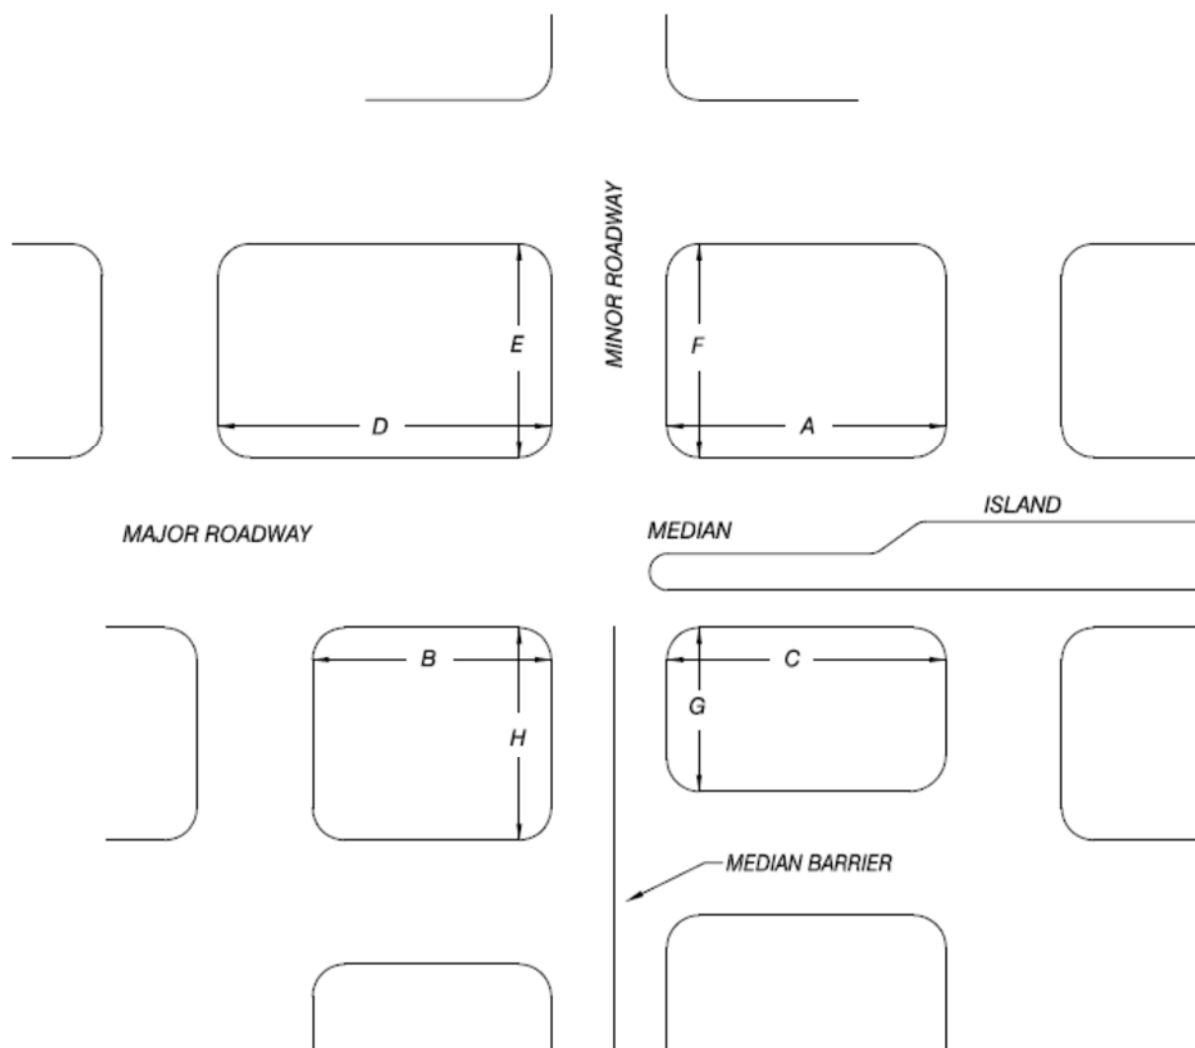 MINOR ROADWAY
E
F
D
A
ISLAND
MAJOR ROADWAY
MEDIAN
B
C
G
H
MEDIAN BARRIER